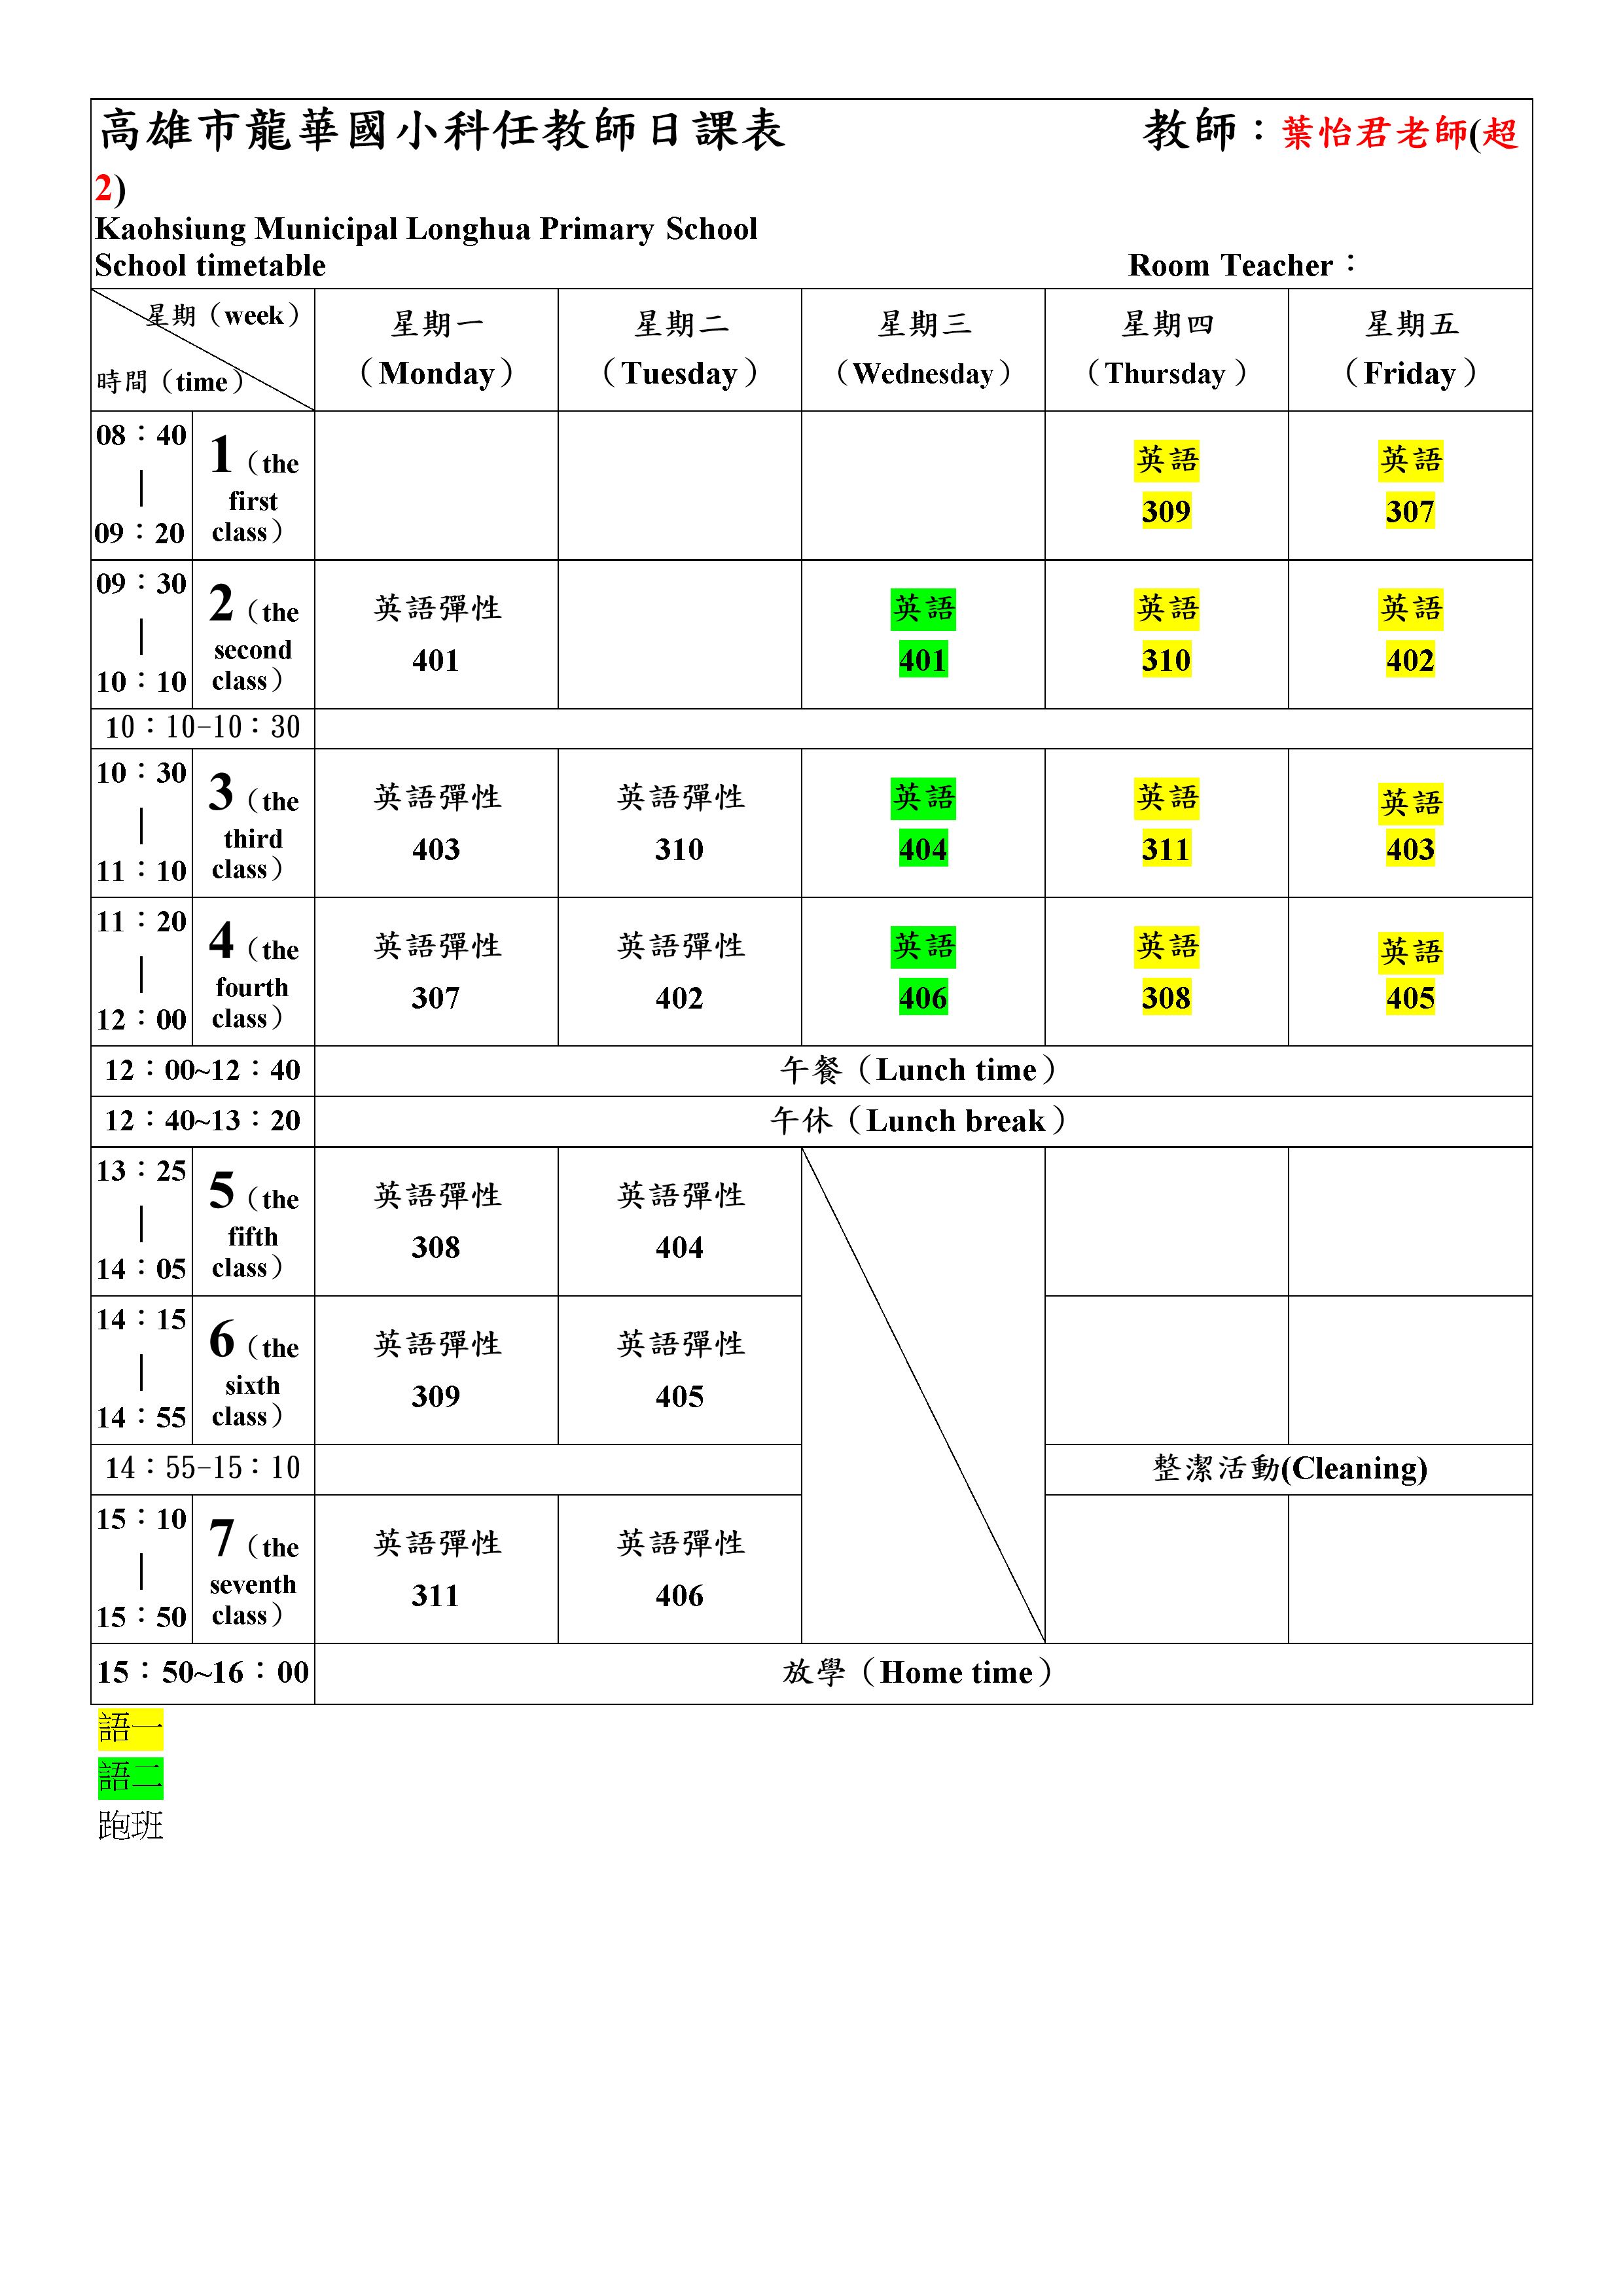 高雄市龍華國小科任教師日課表 教師：葉怡君老師(超
2)
Kaohsiung Municipal Longhua Primary School
School timetable Room Teacher：
星期（week）
時間（time）
星期一
（Monday）
星期二
（Tuesday）
星期三
（Wednesday）
星期四
（Thursday）
星期五
（Friday）
08：40
|
09：20
1（the
first
class）
英語
309
英語
307
09：30
|
10：10
2（the
second
class）
英語彈性
401
英語
401
英語
310
英語
402
10：10-10：30
10：30
|
11：10
3（the
third
class）
英語彈性
403
英語彈性
310
英語
404
英語
311
英語
403
11：20
|
12：00
4（the
fourth
class）
英語彈性
307
英語彈性
402
英語
406
英語
308
英語
405
12：00~12：40
午餐（Lunch time）
12：40~13：20
午休（Lunch break）
13：25
|
14：05
5（the
fifth
class）
英語彈性
308
英語彈性
404
14：15
|
14：55
6（the
sixth
class）
英語彈性
309
英語彈性
405
14：55-15：10
整潔活動(Cleaning)
15：10
|
15：50
7（the
seventh
class）
英語彈性
311
英語彈性
406
15：50~16：00
放學（Home time）
語一
語二
跑班